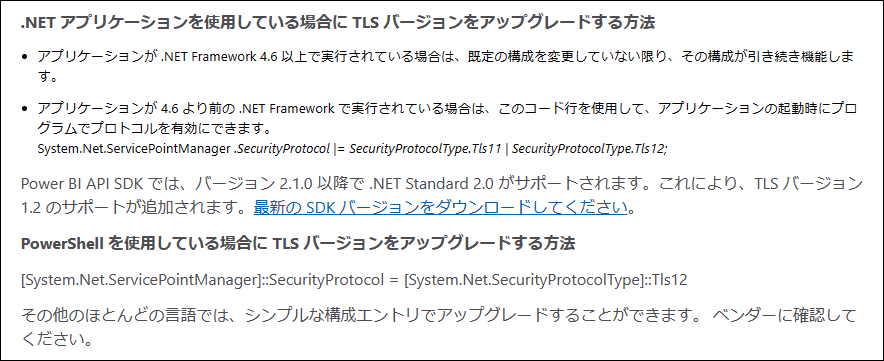 .NET アプリケーションを使用している場合に TLS バージョンをアップグレードする方法
• アプリケーションが .NET Framework 4.6 以上で実行されている場合は、既定の構成を変更していない限り、その構成が引き続き機能しま
す。
• アプリケーションが 4.6 より前の .NET Framework で実行されている場合は、このコード行を使用して、アプリケーションの起動時にプロ
グラムでプロトコルを有効にできます。
System.Net.ServicePointManager .SecurityProtocol |= SecurityProtocolType.Tls11 | SecurityProtocolType.Tls12;
Power BI API SDK では、バージョン 2.1.0 以降で .NET Standard 2.0 がサポートされます。これにより、TLS バージョン
1.2 のサポートが追加されます。最新の SDK バージョンをダウンロードしてください。
PowerShell を使用している場合に TLS バージョンをアップグレードする方法
[System.Net.ServicePointManager]::SecurityProtocol = [System.Net.SecurityProtocolType]::Tls12
その他のほとんどの言語では、シンプルな構成エントリでアップグレードすることができます。 ベンダーに確認して
ください。